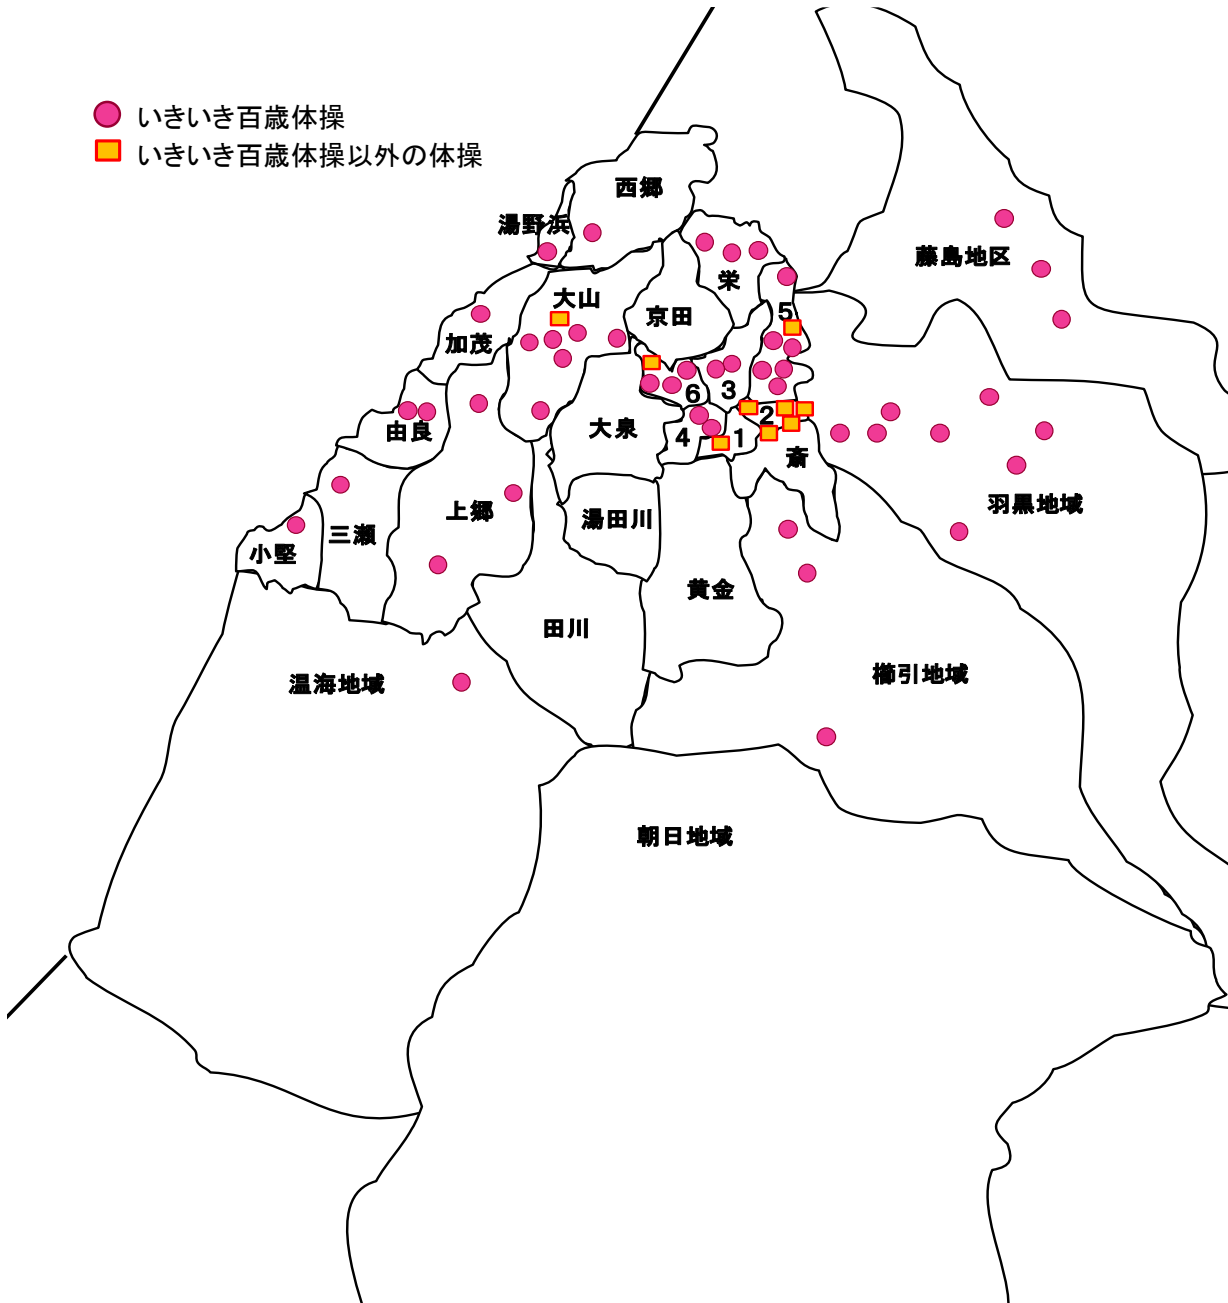 いきいき百歳体操
いきいき百歳体操以外の体操
西郷
湯野浜
藤島地区
栄
大山
5
京田
加茂
3
6
2
大泉
由良
4
1
斎
羽黒地域
上郷
湯田川
三瀬
小堅
黄金
田川
櫛引地域
温海地域
朝日地域